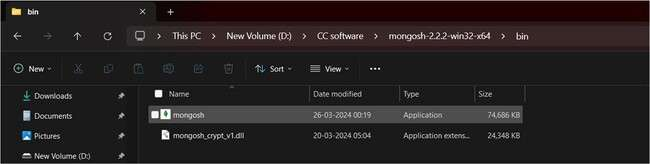 bin
This PC > New Volume (D:) > CC software > mongosh-2.2.2-win32-x64 > bin
New Sort View
Name Date modified Type Size
Downloads
mongosh 26-03-2024 00:19 Application 74,686 KB
Documents
mongosh_crypt_v1.dll 20-03-2024 05:04 Application extens... 24,348 KB
Pictures
New Volume (D:)